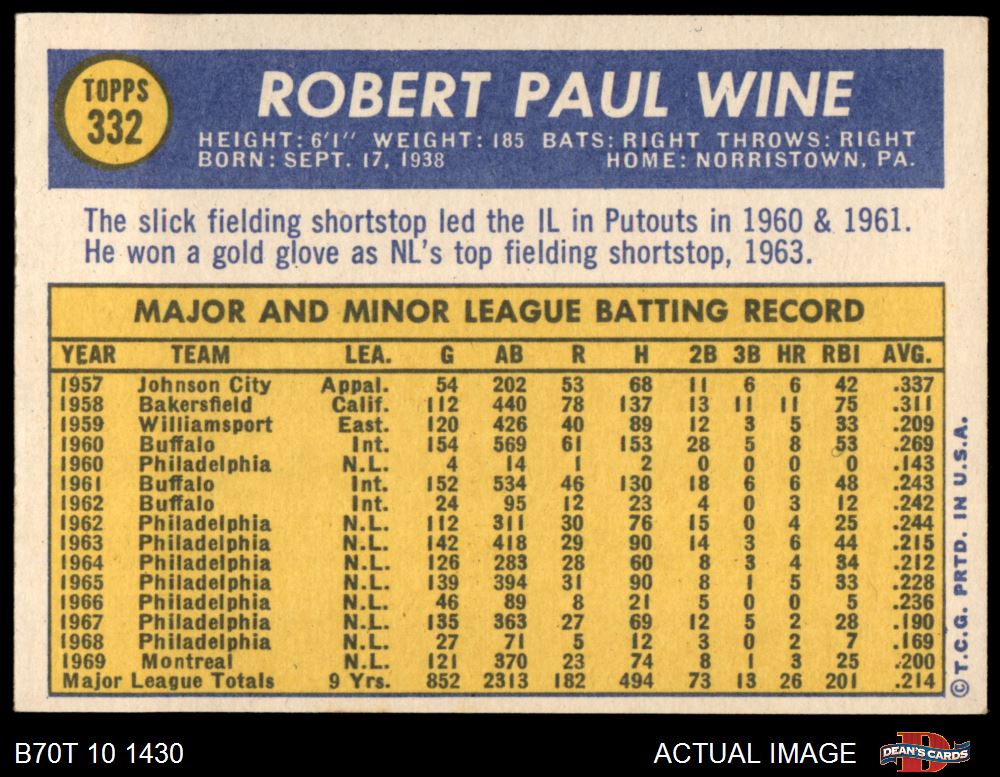 TOPPS
332
ROBERT PAUL WINE
HEIGHT: 6'1" WEIGHT: 185 BATS: RIGHT THROWS: RIGHT
BORN: SEPT. 17, 1938 HOME: NORRISTOWN, PA.
The slick fielding shortstop led the IL in Putouts in 1960 & 1961.
He won a gold glove as NL's top fielding shortstop, 1963.
MAJOR AND MINOR LEAGUE BATTING RECORD
YEAR TEAM LEA. G AB R H 2B 3B HR RBI AVG.
1957 Johnson City Appal. 54 202 53 68 11 6 6 42 .337
1958 Bakersfield Calif. 112 440 78 137 13 11 11 75 .311
1959 Williamsport East. 120 426 40 89 12 3 5 33 .209
1960 Buffalo Int. 154 569 61 153 28 5 8 53 .269
1960 Philadelphia N.L. 4 14 1 2 0 0 0 0 .143
1961 Buffalo Int. 152 534 46 130 18 6 6 48 .243
1962 Buffalo Int. 24 95 12 23 4 0 3 12 .242
1962 Philadelphia N.L. 112 311 30 76 15 0 4 25 .244
1963 Philadelphia N.L. 142 418 29 90 14 3 6 44 .215
1964 Philadelphia N.L. 126 283 28 60 8 3 4 34 .212
1965 Philadelphia N.L. 139 394 31 90 8 1 5 33 .228
1966 Philadelphia N.L. 46 89 8 21 5 0 0 5 .236
1967 Philadelphia N.L. 135 363 27 69 12 5 2 28 .190
1968 Philadelphia N.L. 27 71 5 12 3 0 2 7 .169
1969 Montreal N.L. 121 370 23 74 8 1 3 25 .200
Major League Totals 9 Yrs. 852 2313 182 494 73 13 26 201 .214
© T.C.G. PRTD. IN U.S.A.
B70T 10 1430 ACTUAL IMAGE
DEAN'S CARDS